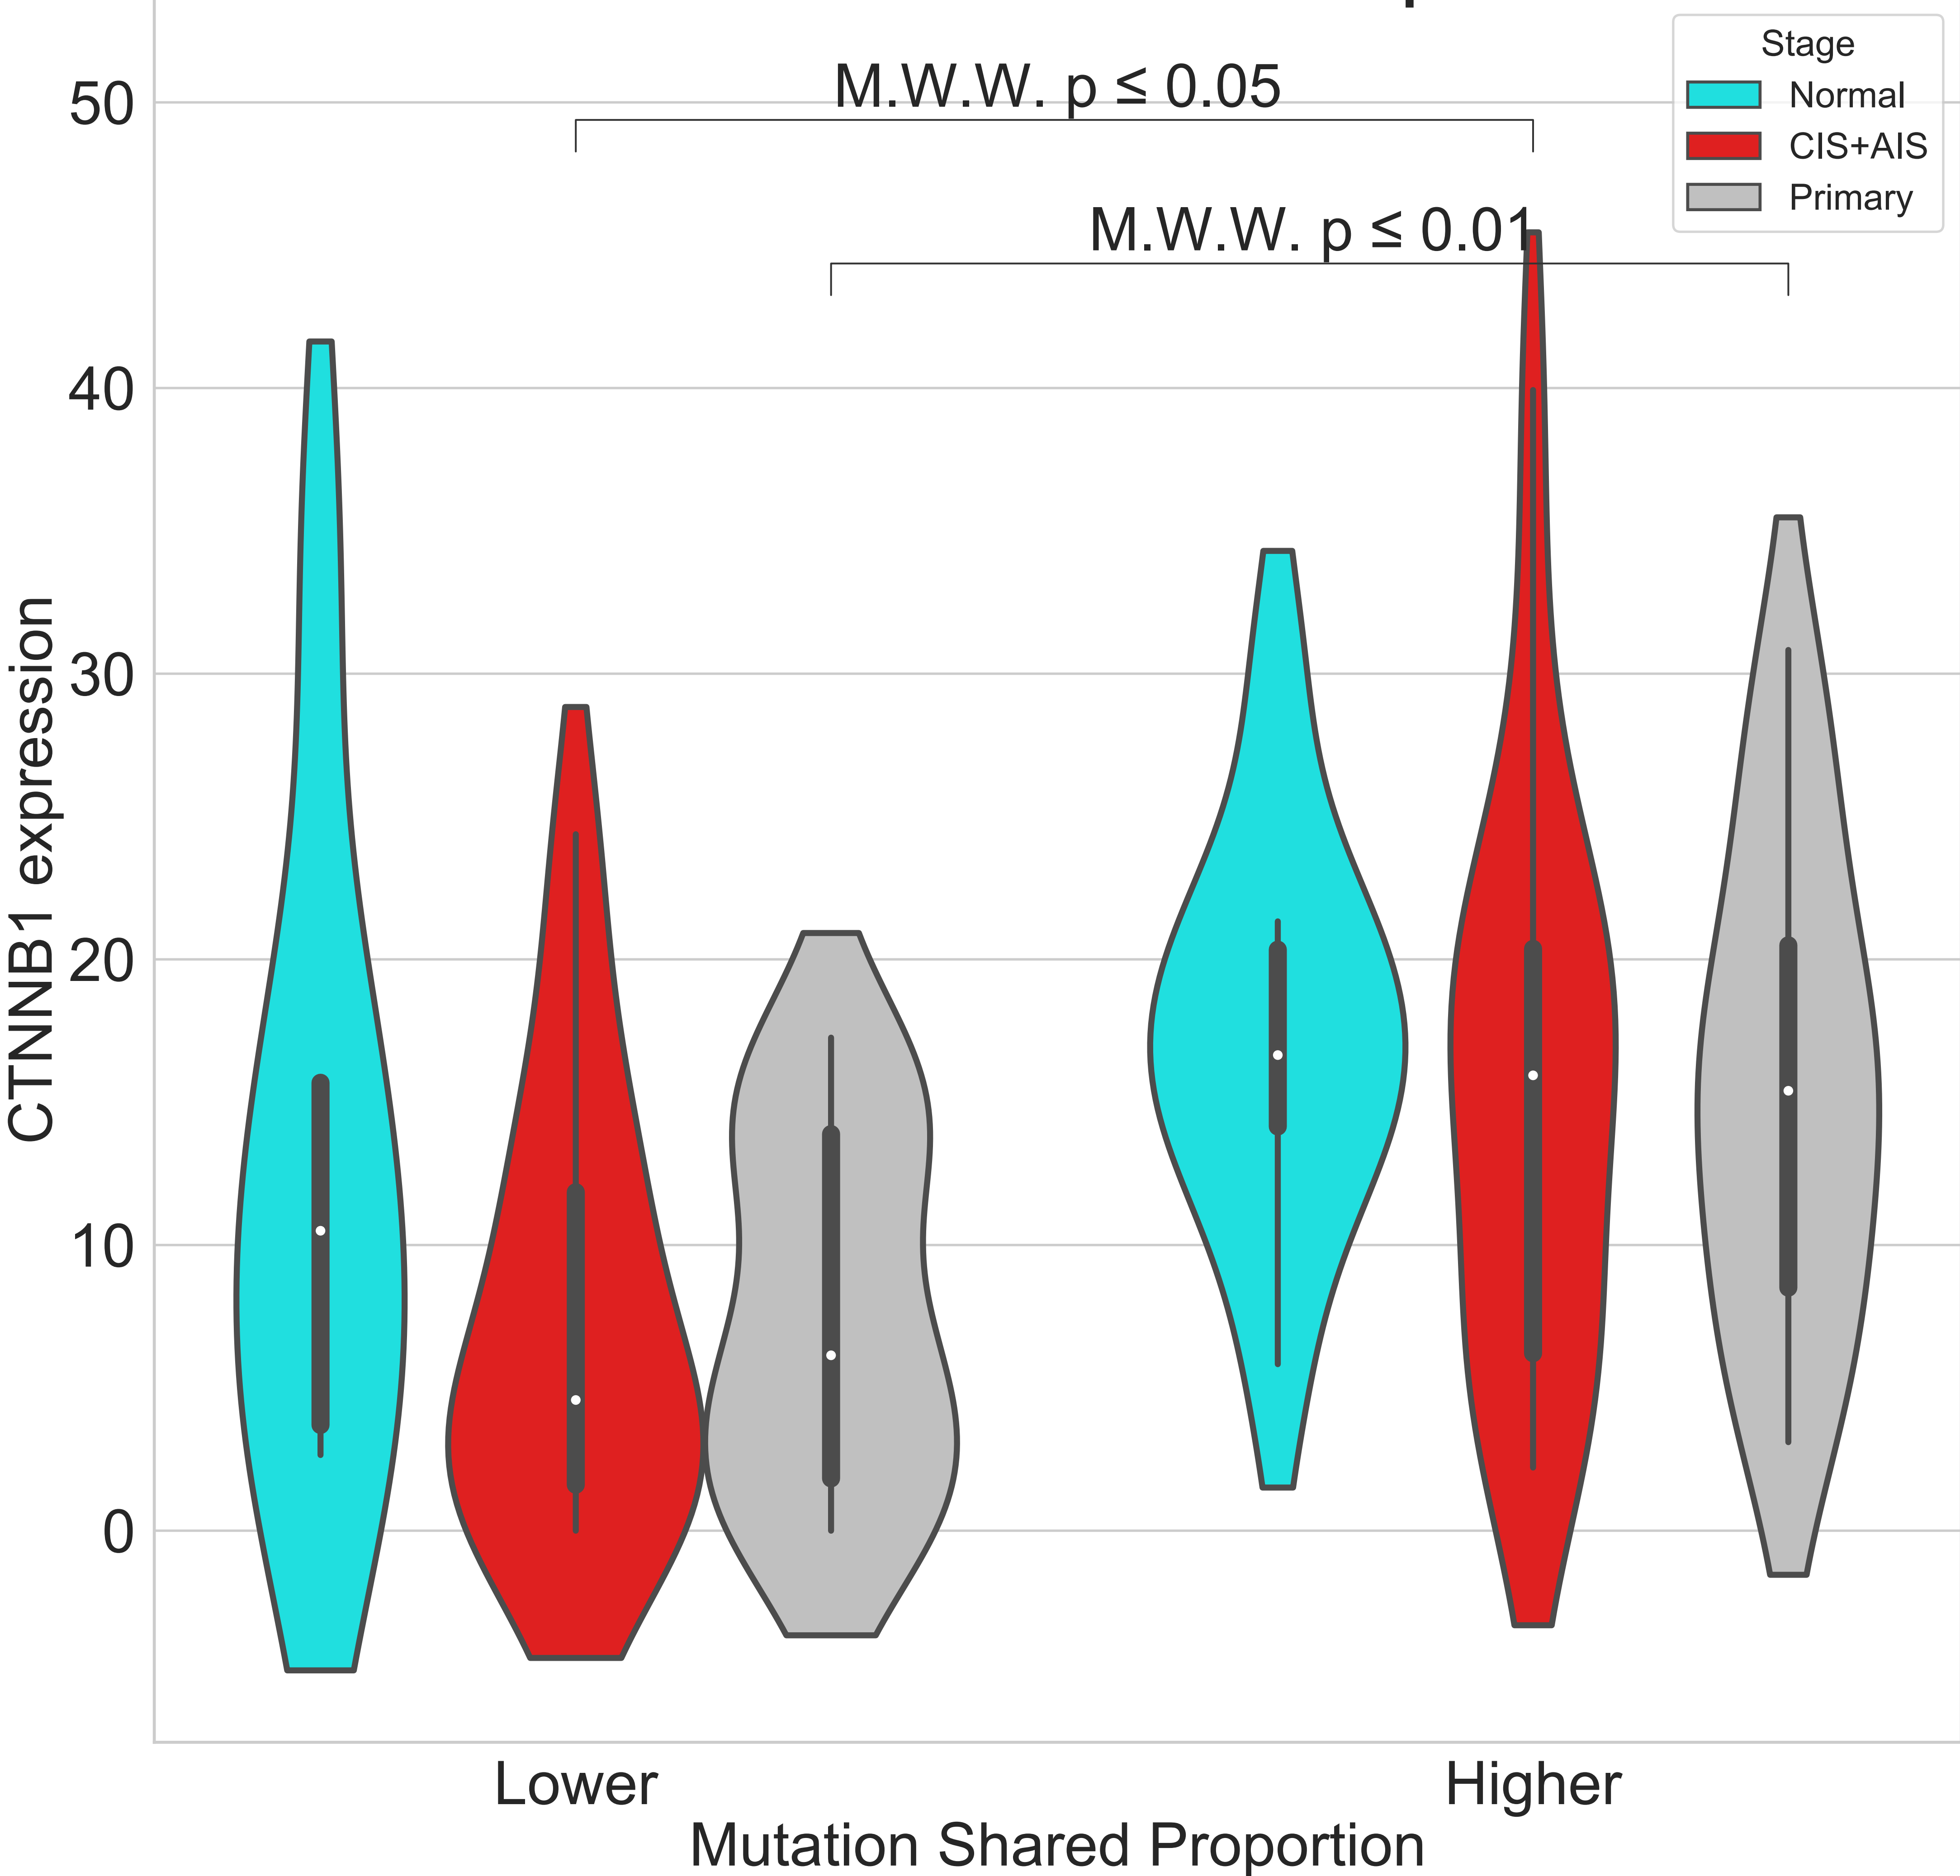 M.W.W. p ≤ 0.05
M.W.W. p ≤ 0.01
Stage
Normal
CIS+AIS
Primary
CTNNB1 expression
50
40
30
20
10
0
Lower
Higher
Mutation Shared Proportion